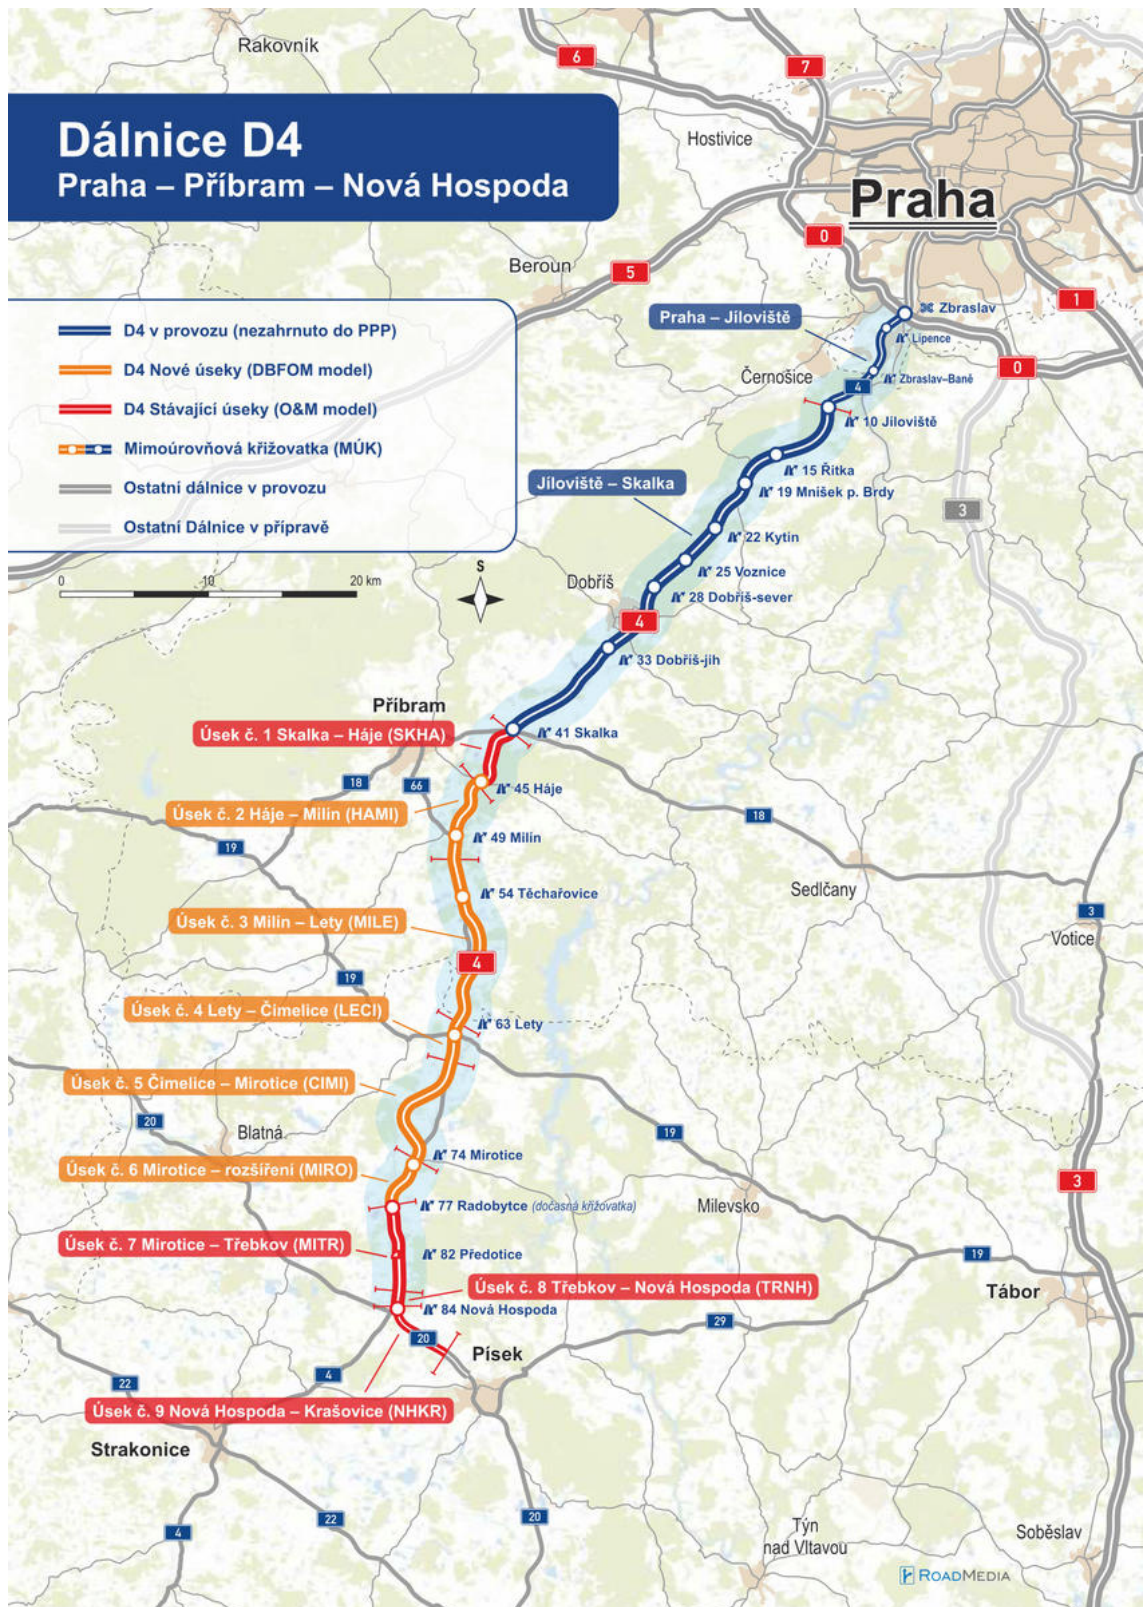 Rakovník
6
7
Hostivice
Dálnice D4
Praha – Příbram – Nová Hospoda
Praha
0
Beroun
5
1
Zbraslav
Praha – Jíloviště
Lipence
D4 v provozu (nezahrnuto do PPP)
D4 Nové úseky (DBFOM model)
D4 Stávající úseky (O&M model)
Mimoúrovňová křižovatka (MÚK)
Ostatní dálnice v provozu
Ostatní Dálnice v přípravě
0
Černošice
Zbraslav–Baně
4
10 Jíloviště
15 Řitka
Jíloviště – Skalka
19 Mníšek p. Brdy
3
22 Kytín
25 Voznice
28 Dobříš-sever
Dobříš
S
0 10 20 km
4
33 Dobříš-jih
Příbram
Úsek č. 1 Skalka – Háje (SKHA)
41 Skalka
18
66
45 Háje
Úsek č. 2 Háje – Milín (HAMI)
18
49 Milín
19
54 Těchařovice
Sedlčany
3
Votice
Úsek č. 3 Milín – Lety (MILE)
4
19
Úsek č. 4 Lety – Čimelice (LECI)
63 Lety
Úsek č. 5 Čimelice – Mirotice (CIMI)
20
Blatná
19
74 Mirotice
Úsek č. 6 Mirotice – rozšíření (MIRO)
3
77 Radobytce (dočasná křižovatka)
Milevsko
Úsek č. 7 Mirotice – Třebkov (MITR)
82 Předotice
19
Úsek č. 8 Třebkov – Nová Hospoda (TRNH)
Tábor
84 Nová Hospoda
29
20
Písek
4
22
Úsek č. 9 Nová Hospoda – Krašovice (NHKR)
Strakonice
20
22
4
Týn
nad Vltavou
Soběslav
ROADMEDIA